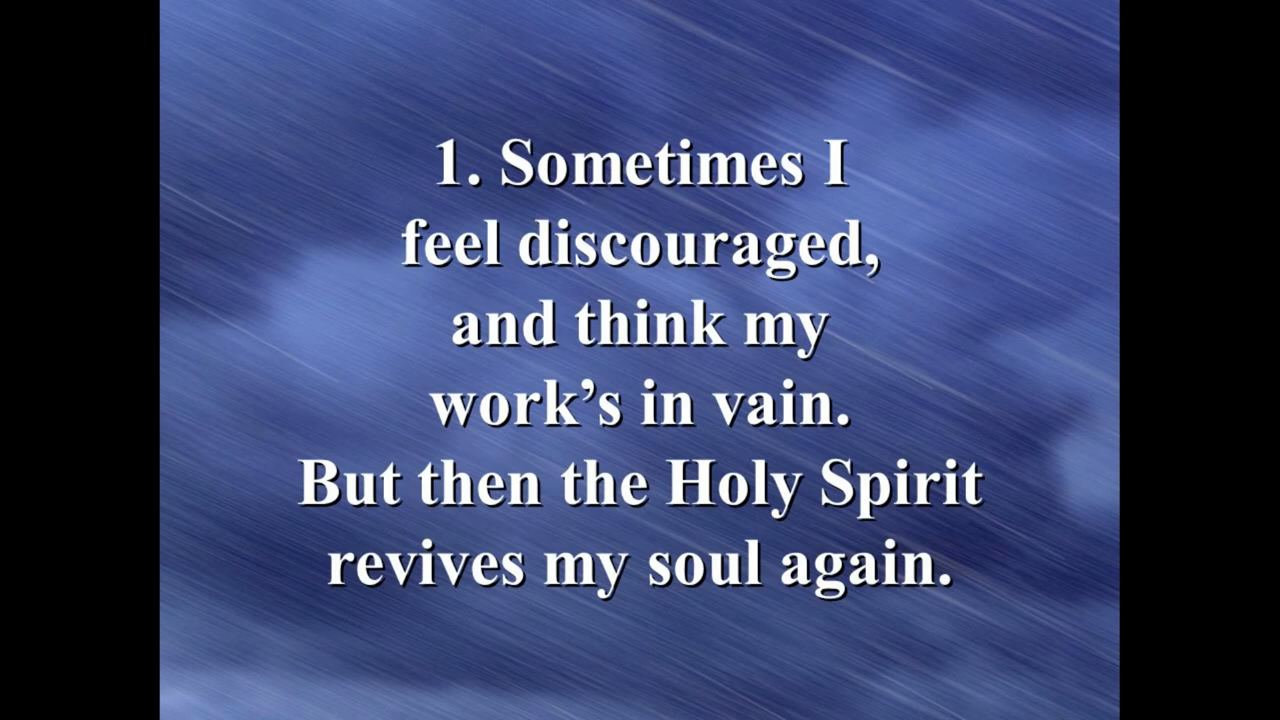 1. Sometimes I
feel discouraged,
and think my
work’s in vain.
But then the Holy Spirit
revives my soul again.